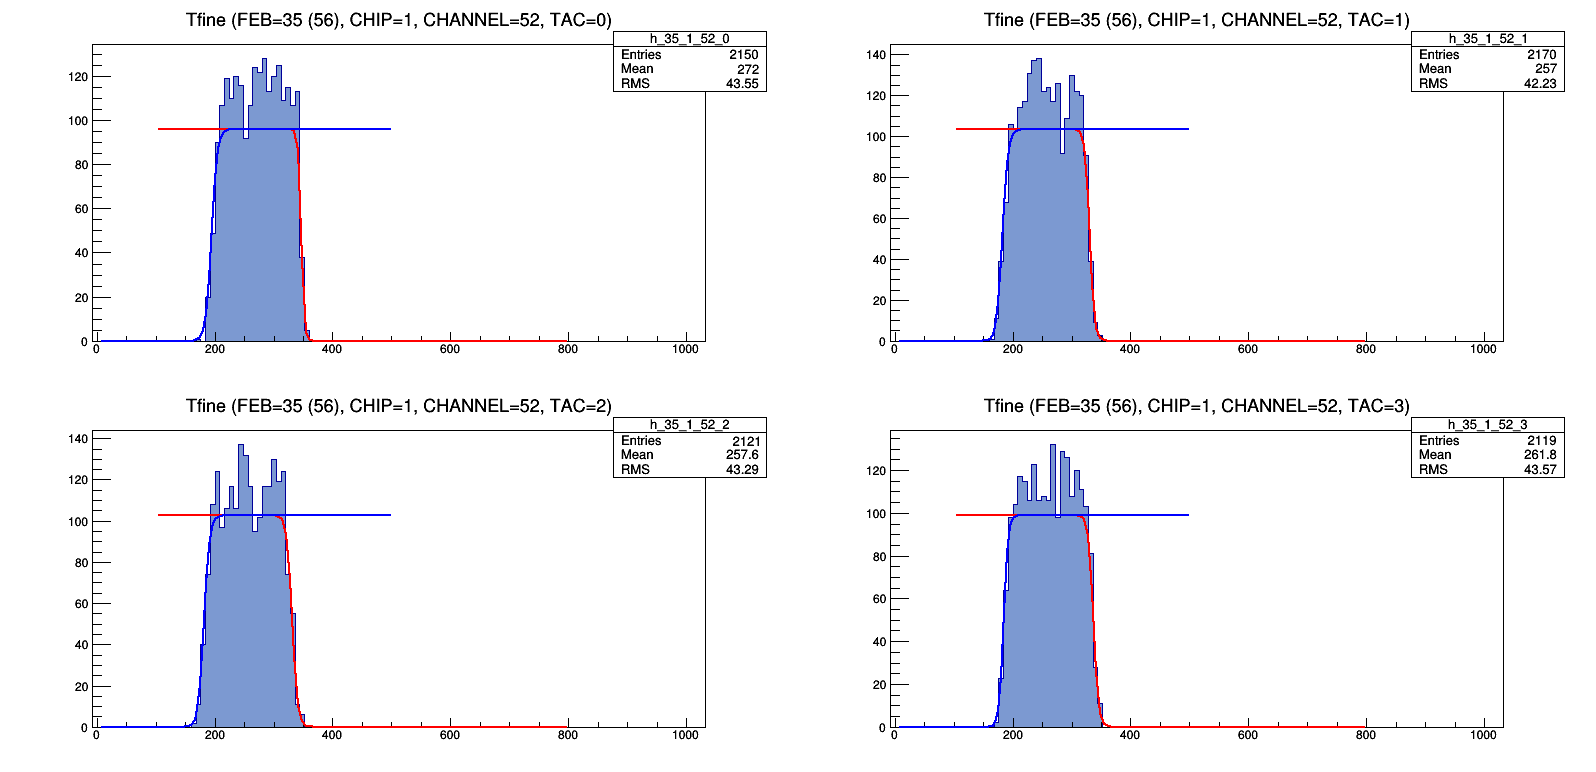 Tfine (FEB=35 (56), CHIP=1, CHANNEL=52, TAC=0)
h_35_1_52_0
Entries 2150
Mean 272
RMS 43.55
120
100
80
60
40
20
0
0 200 400 600 800 1000
Tfine (FEB=35 (56), CHIP=1, CHANNEL=52, TAC=1)
h_35_1_52_1
Entries 2170
Mean 257
RMS 42.23
140
120
100
80
60
40
20
0
0 200 400 600 800 1000
Tfine (FEB=35 (56), CHIP=1, CHANNEL=52, TAC=2)
h_35_1_52_2
Entries 2121
Mean 257.6
RMS 43.29
140
120
100
80
60
40
20
0
0 200 400 600 800 1000
Tfine (FEB=35 (56), CHIP=1, CHANNEL=52, TAC=3)
h_35_1_52_3
Entries 2119
Mean 261.8
RMS 43.57
120
100
80
60
40
20
0
0 200 400 600 800 1000